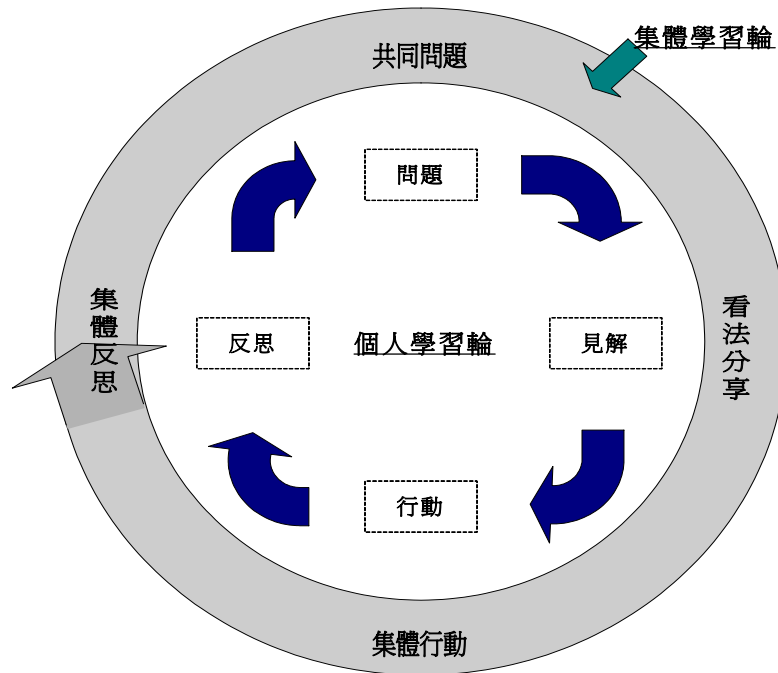 集體學習輪
共同問題
問題
集體反思
反思
個人學習輪
見解
看法分享
行動
集體行動